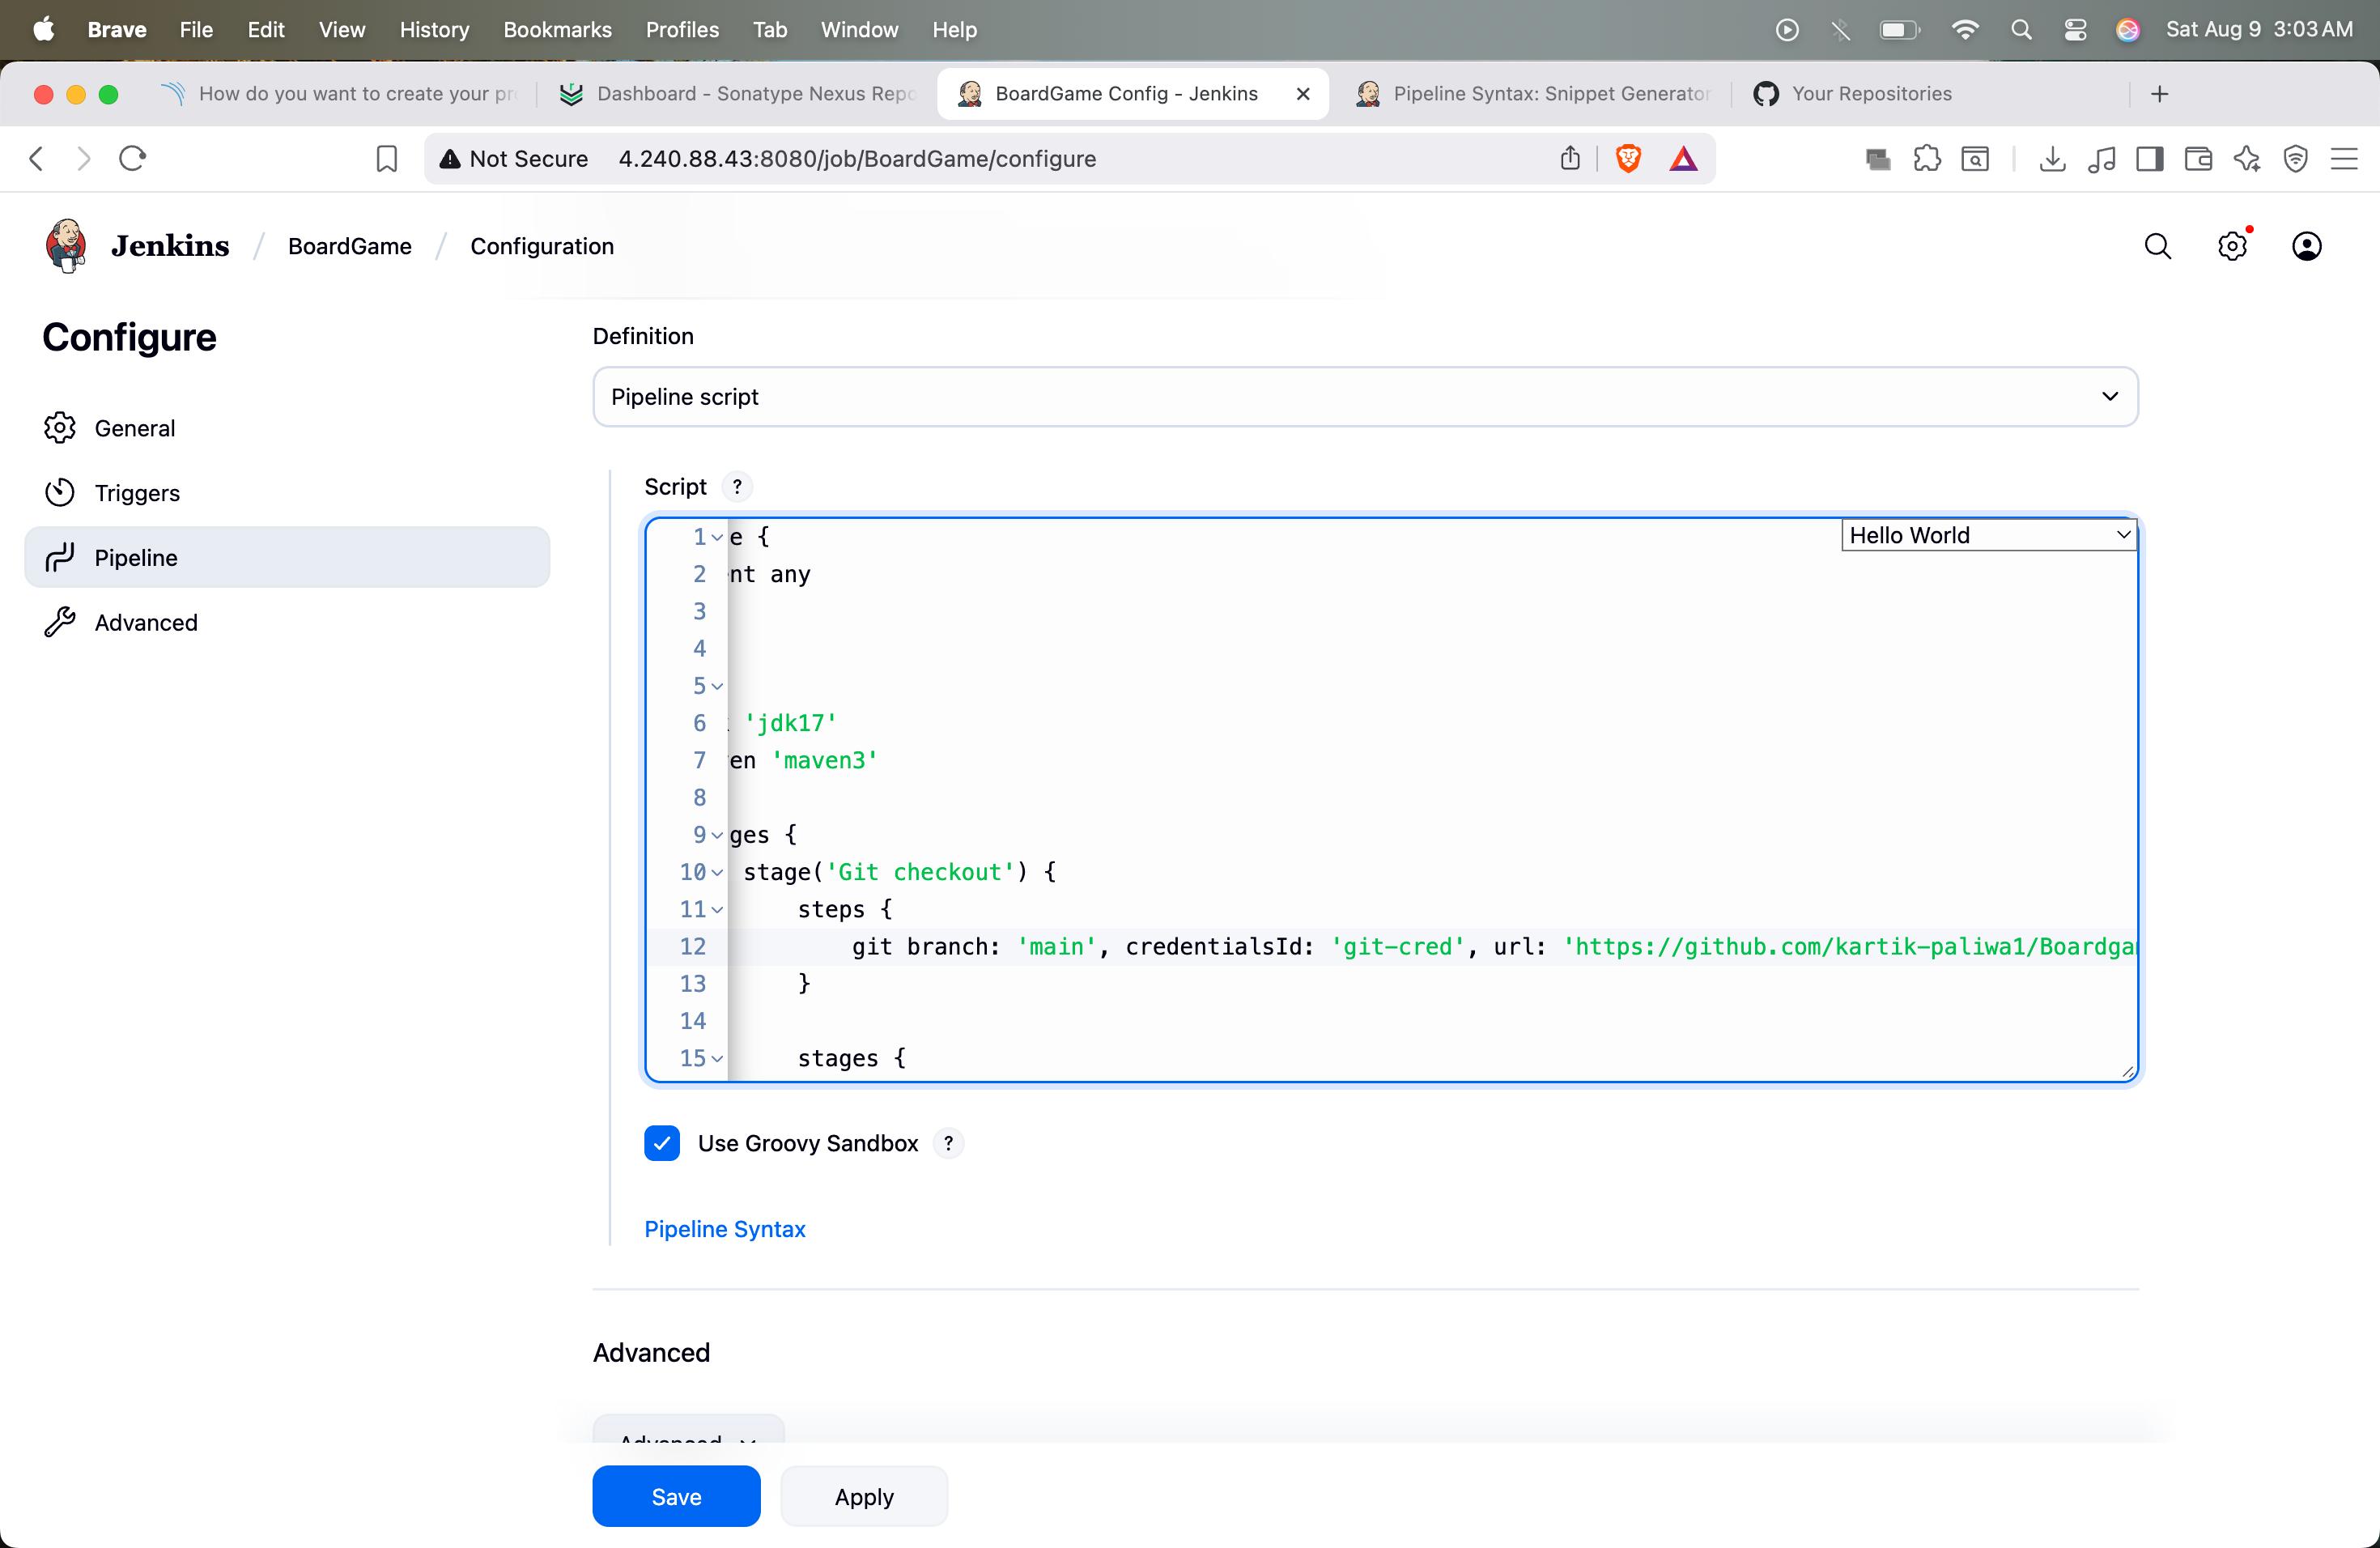 Brave File Edit View History Bookmarks Profiles Tab Window Help Sat Aug 9 3:03 AM
How do you want to create your pr Dashboard - Sonatype Nexus Repo BoardGame Config - Jenkins Pipeline Syntax: Snippet Generator Your Repositories
Not Secure 4.240.88.43:8080/job/BoardGame/configure
Jenkins / BoardGame / Configuration
Configure
General
Triggers
Pipeline
Advanced
Definition
Pipeline script
Script ?
Hello World
1 e {
2 nt any
3
4
5
6 'jdk17'
7 en 'maven3'
8
9 ges {
10 stage('Git checkout') {
11 steps {
12 git branch: 'main', credentialsId: 'git-cred', url: 'https://github.com/kartik-paliwa1/Boardga
13 }
14
15 stages {
Use Groovy Sandbox ?
Pipeline Syntax
Advanced
Advanced
Save Apply